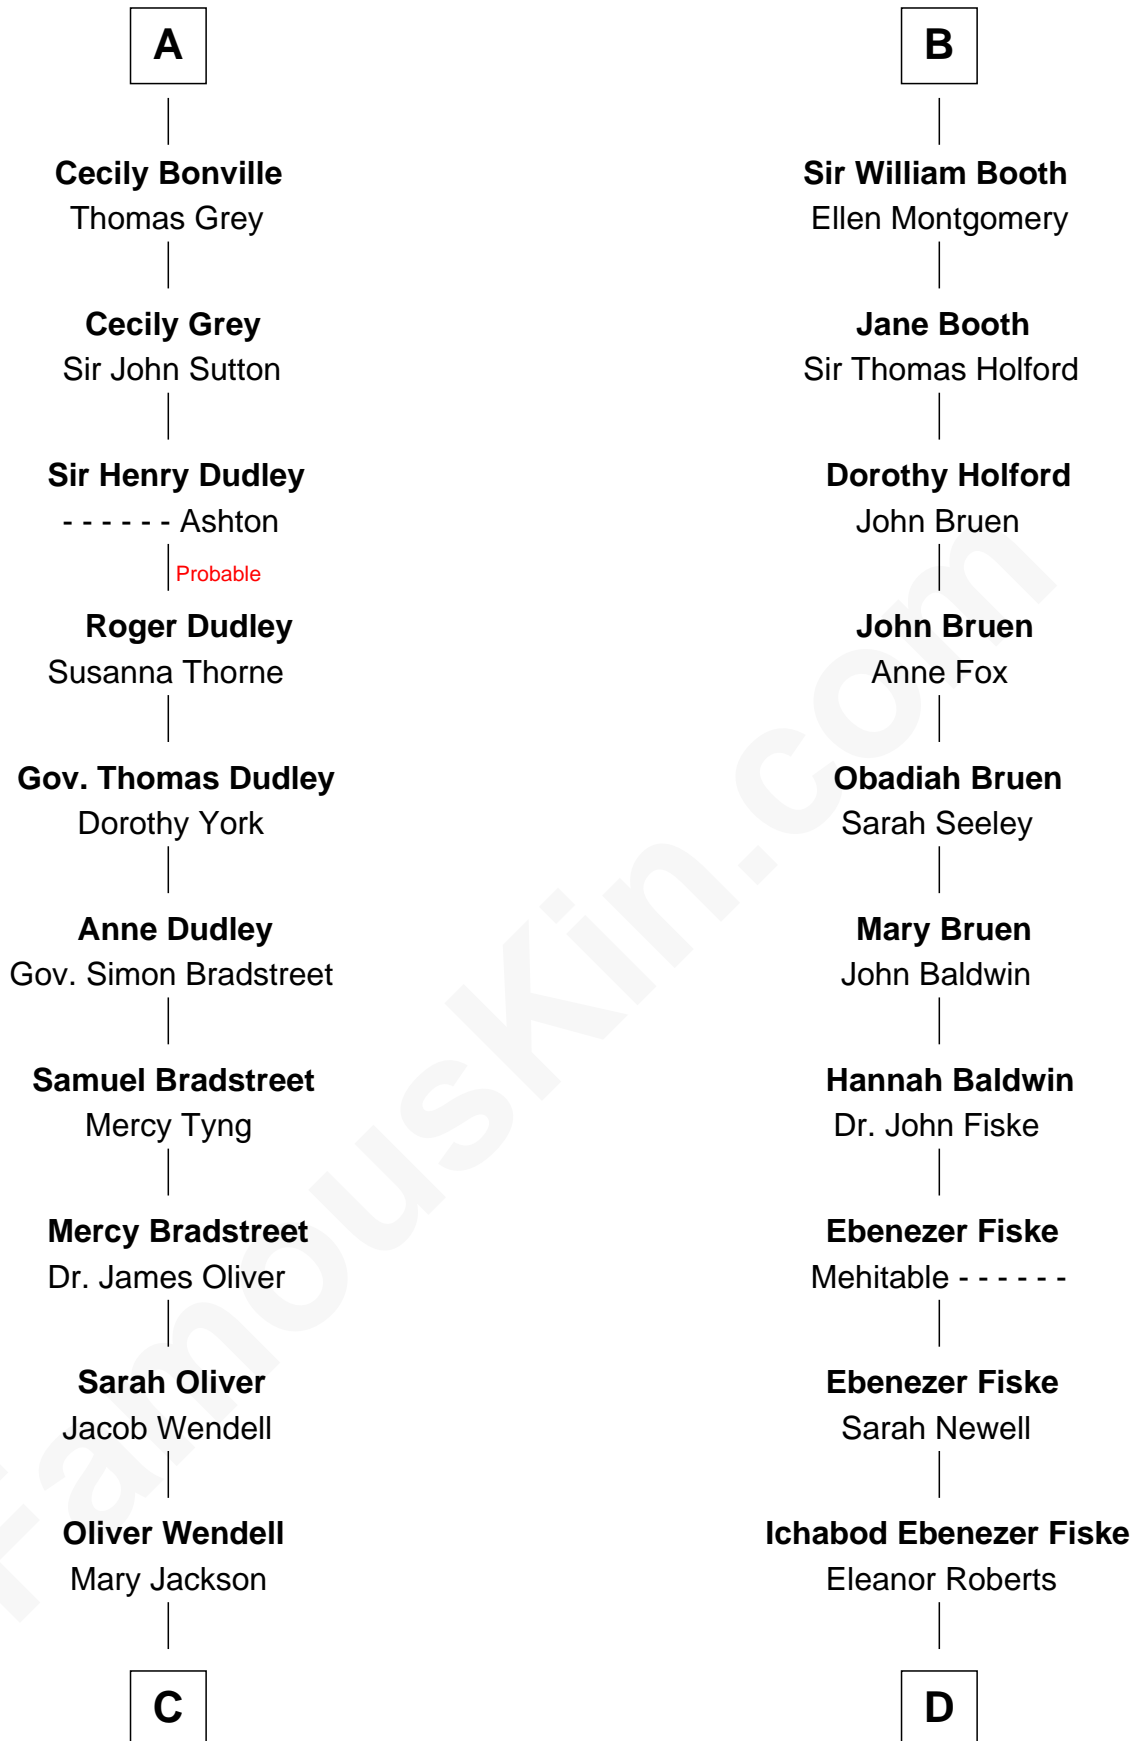 A
Cecily Bonville
Thomas Grey
Cecily Grey
Sir John Sutton
Sir Henry Dudley
- - - - - - Ashton
Probable
Roger Dudley
Susanna Thorne
Gov. Thomas Dudley
Dorothy York
Anne Dudley
Gov. Simon Bradstreet
Samuel Bradstreet
Mercy Tyng
Mercy Bradstreet
Dr. James Oliver
Sarah Oliver
Jacob Wendell
Oliver Wendell
Mary Jackson
C
B
Sir William Booth
Ellen Montgomery
Jane Booth
Sir Thomas Holford
Dorothy Holford
John Bruen
John Bruen
Anne Fox
Obadiah Bruen
Sarah Seeley
Mary Bruen
John Baldwin
Hannah Baldwin
Dr. John Fiske
Ebenezer Fiske
Mehitable - - - - - -
Ebenezer Fiske
Sarah Newell
Ichabod Ebenezer Fiske
Eleanor Roberts
D
FamousKin.com